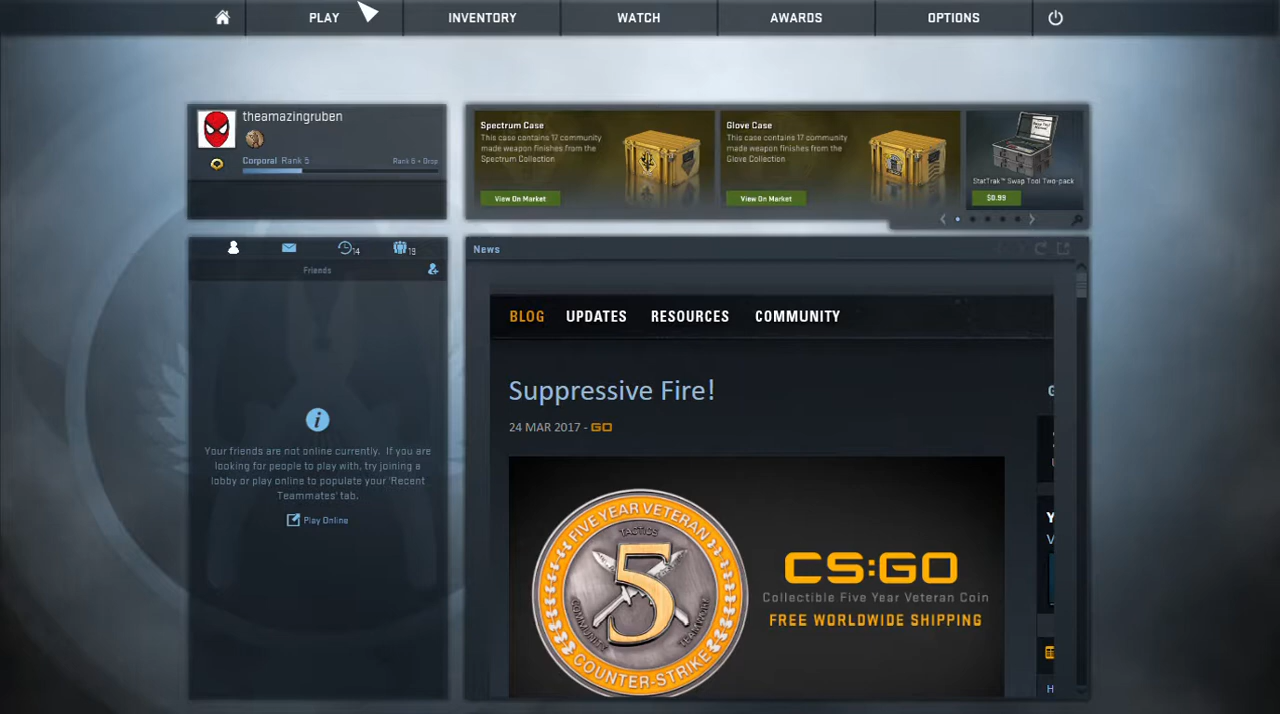 PLAY
INVENTORY
WATCH
AWARDS
OPTIONS
theamazingruben
Corporal Rank 5
Rank 6 + Drop
Spectrum Case
This case contains 17 community
made weapon finishes from the
Spectrum Collection
View On Market
Glove Case
This case contains 17 community
made weapon finishes from the
Glove Collection
View On Market
StatTrak™ Swap Tool Two-pack
$0.99
14
19
Friends
Your friends are not online currently. If you are
looking for people to play with, try joining a
lobby or play online to populate your 'Recent
Teammates' tab.
Play Online
News
BLOG UPDATES RESOURCES COMMUNITY
Suppressive Fire!
24 MAR 2017 - GO
FIVE YEAR VETERAN
TACTICS
5
COMMUNITY
TEAMWORK
COUNTER-STRIKE
CS:GO
Collectible Five Year Veteran Coin
FREE WORLDWIDE SHIPPING